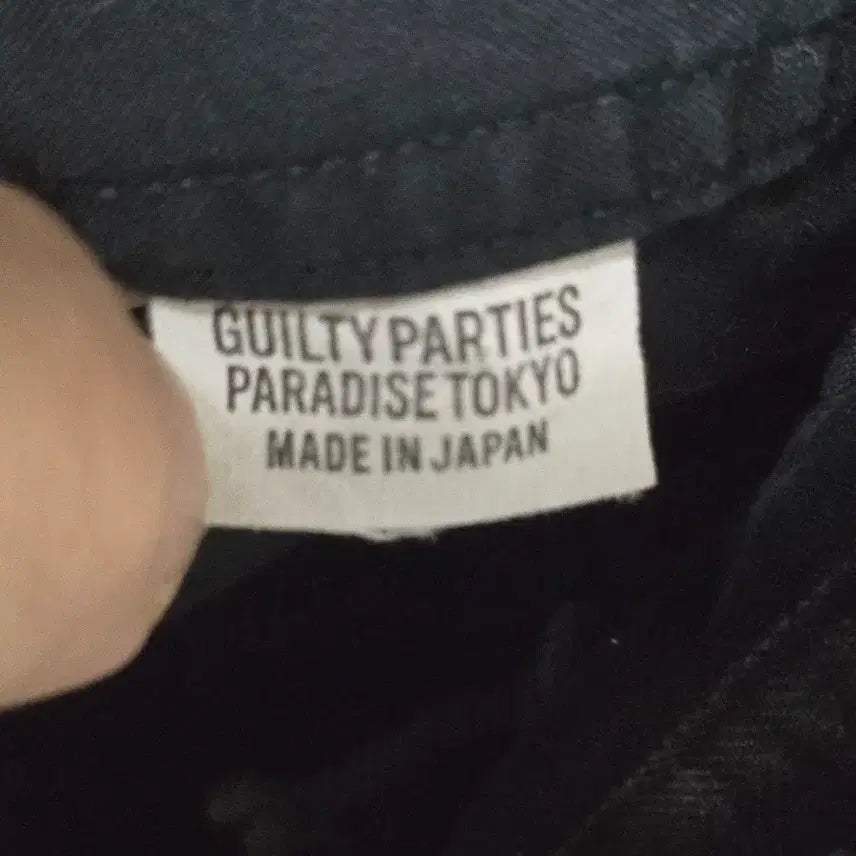 GUILTY PARTIES
PARADISE TOKYO
MADE IN JAPAN